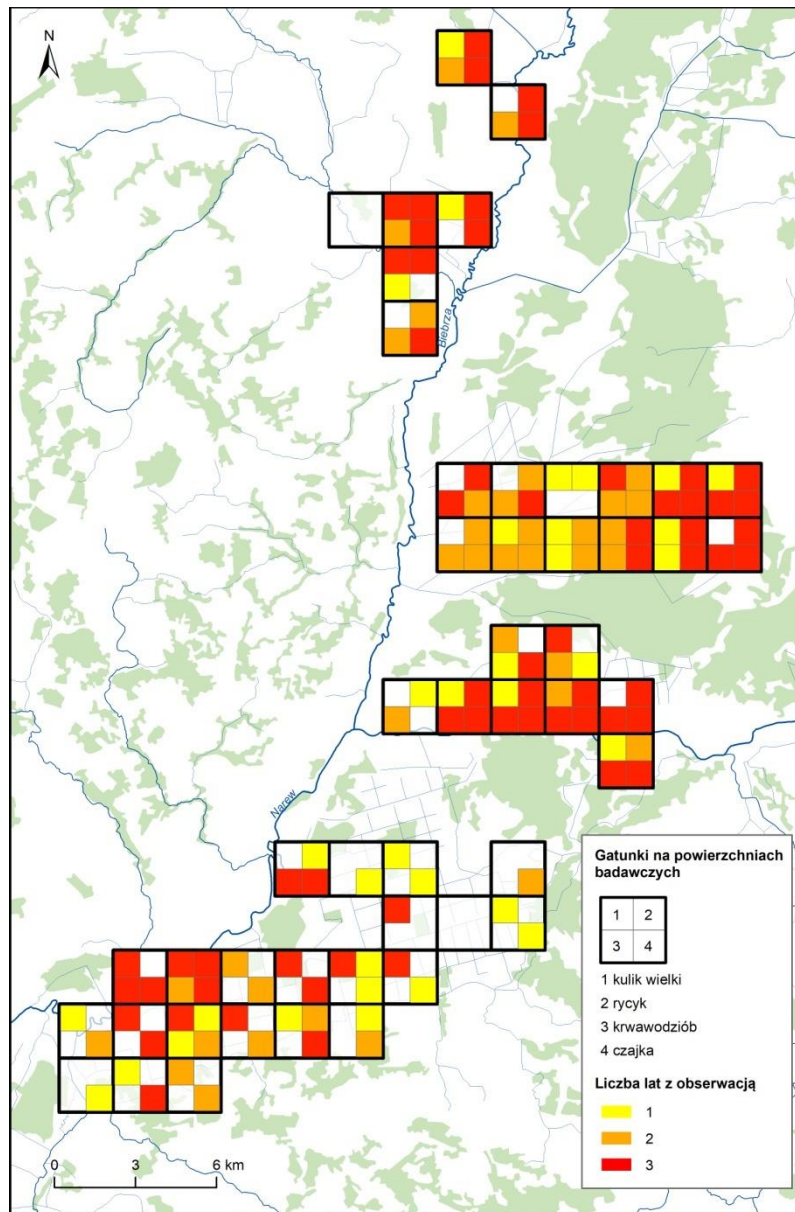 N
Biebrza
Narew
Gatunki na powierzchniach
badawczych
1 2
3 4
1 kulik wielki
2 rycyk
3 krwawodziób
4 czajka
Liczba lat z obserwacją
1
2
3
0 3 6 km